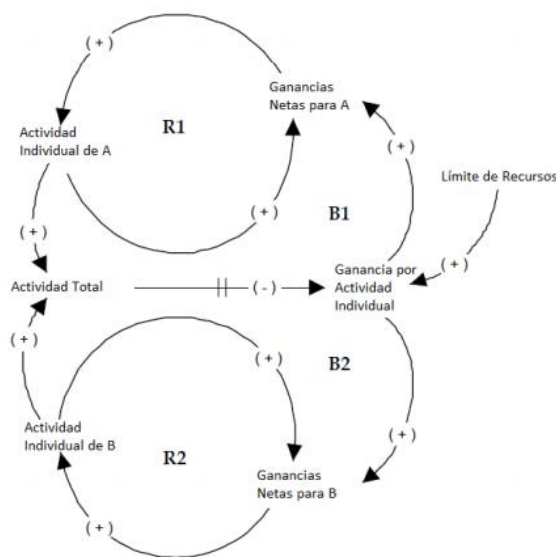 ( + )
Ganancias
Netas para A
R1
Actividad
Individual de A
( + )
Límite de Recursos
( + )
B1
( + )
( + )
Actividad Total
( - )
Ganancia por
Actividad
Individual
( + )
( + )
B2
Actividad
Individual de B
( + )
R2
Ganancias
Netas para B
( + )